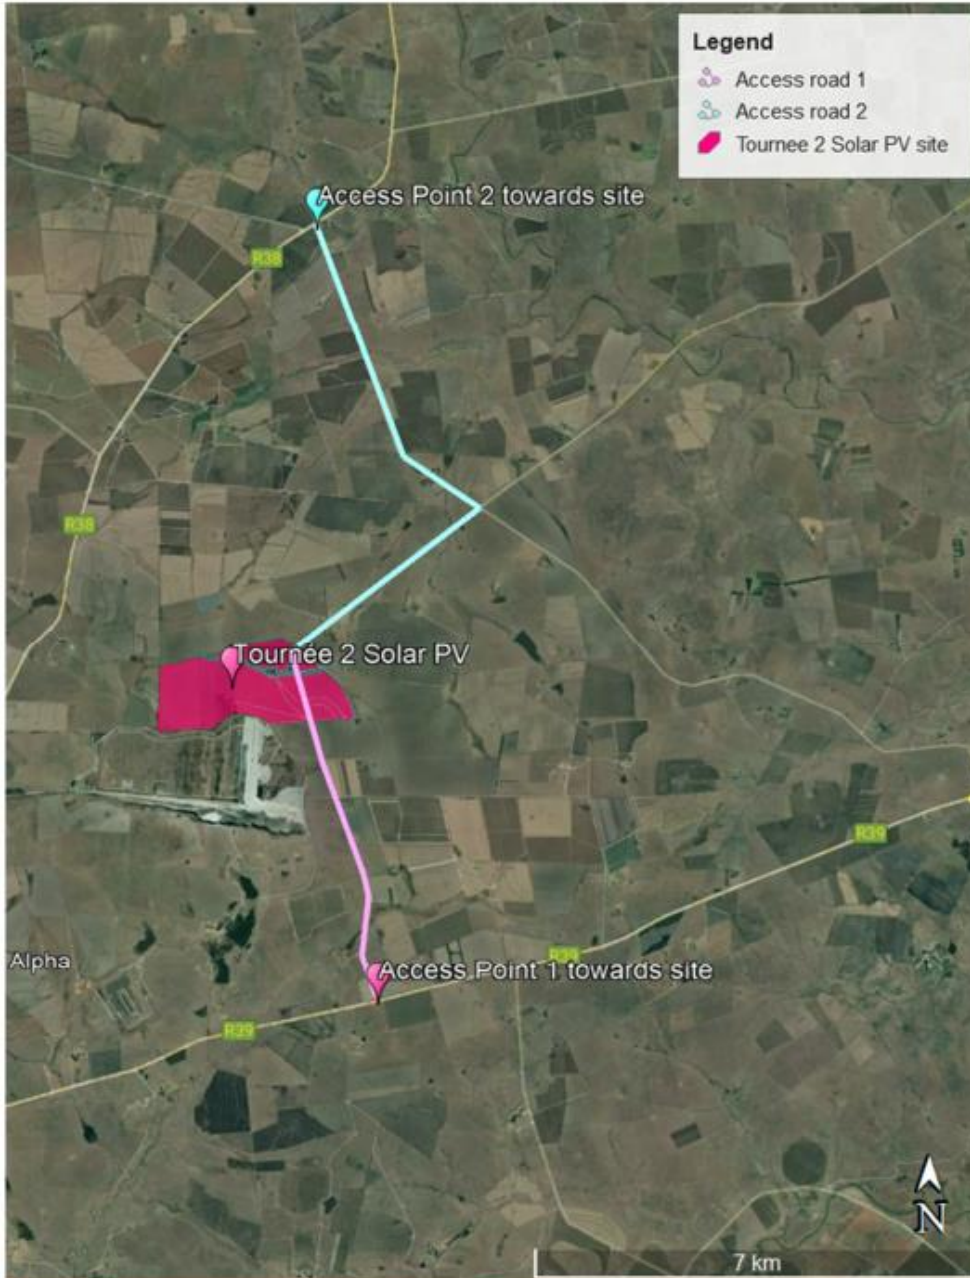 Legend
Access road 1
Access road 2
Tournee 2 Solar PV site
Access Point 2 towards site
R38
R38
Tournée 2 Solar PV
R39
R39
Alpha
Access Point 1 towards site
R39
N
7 km